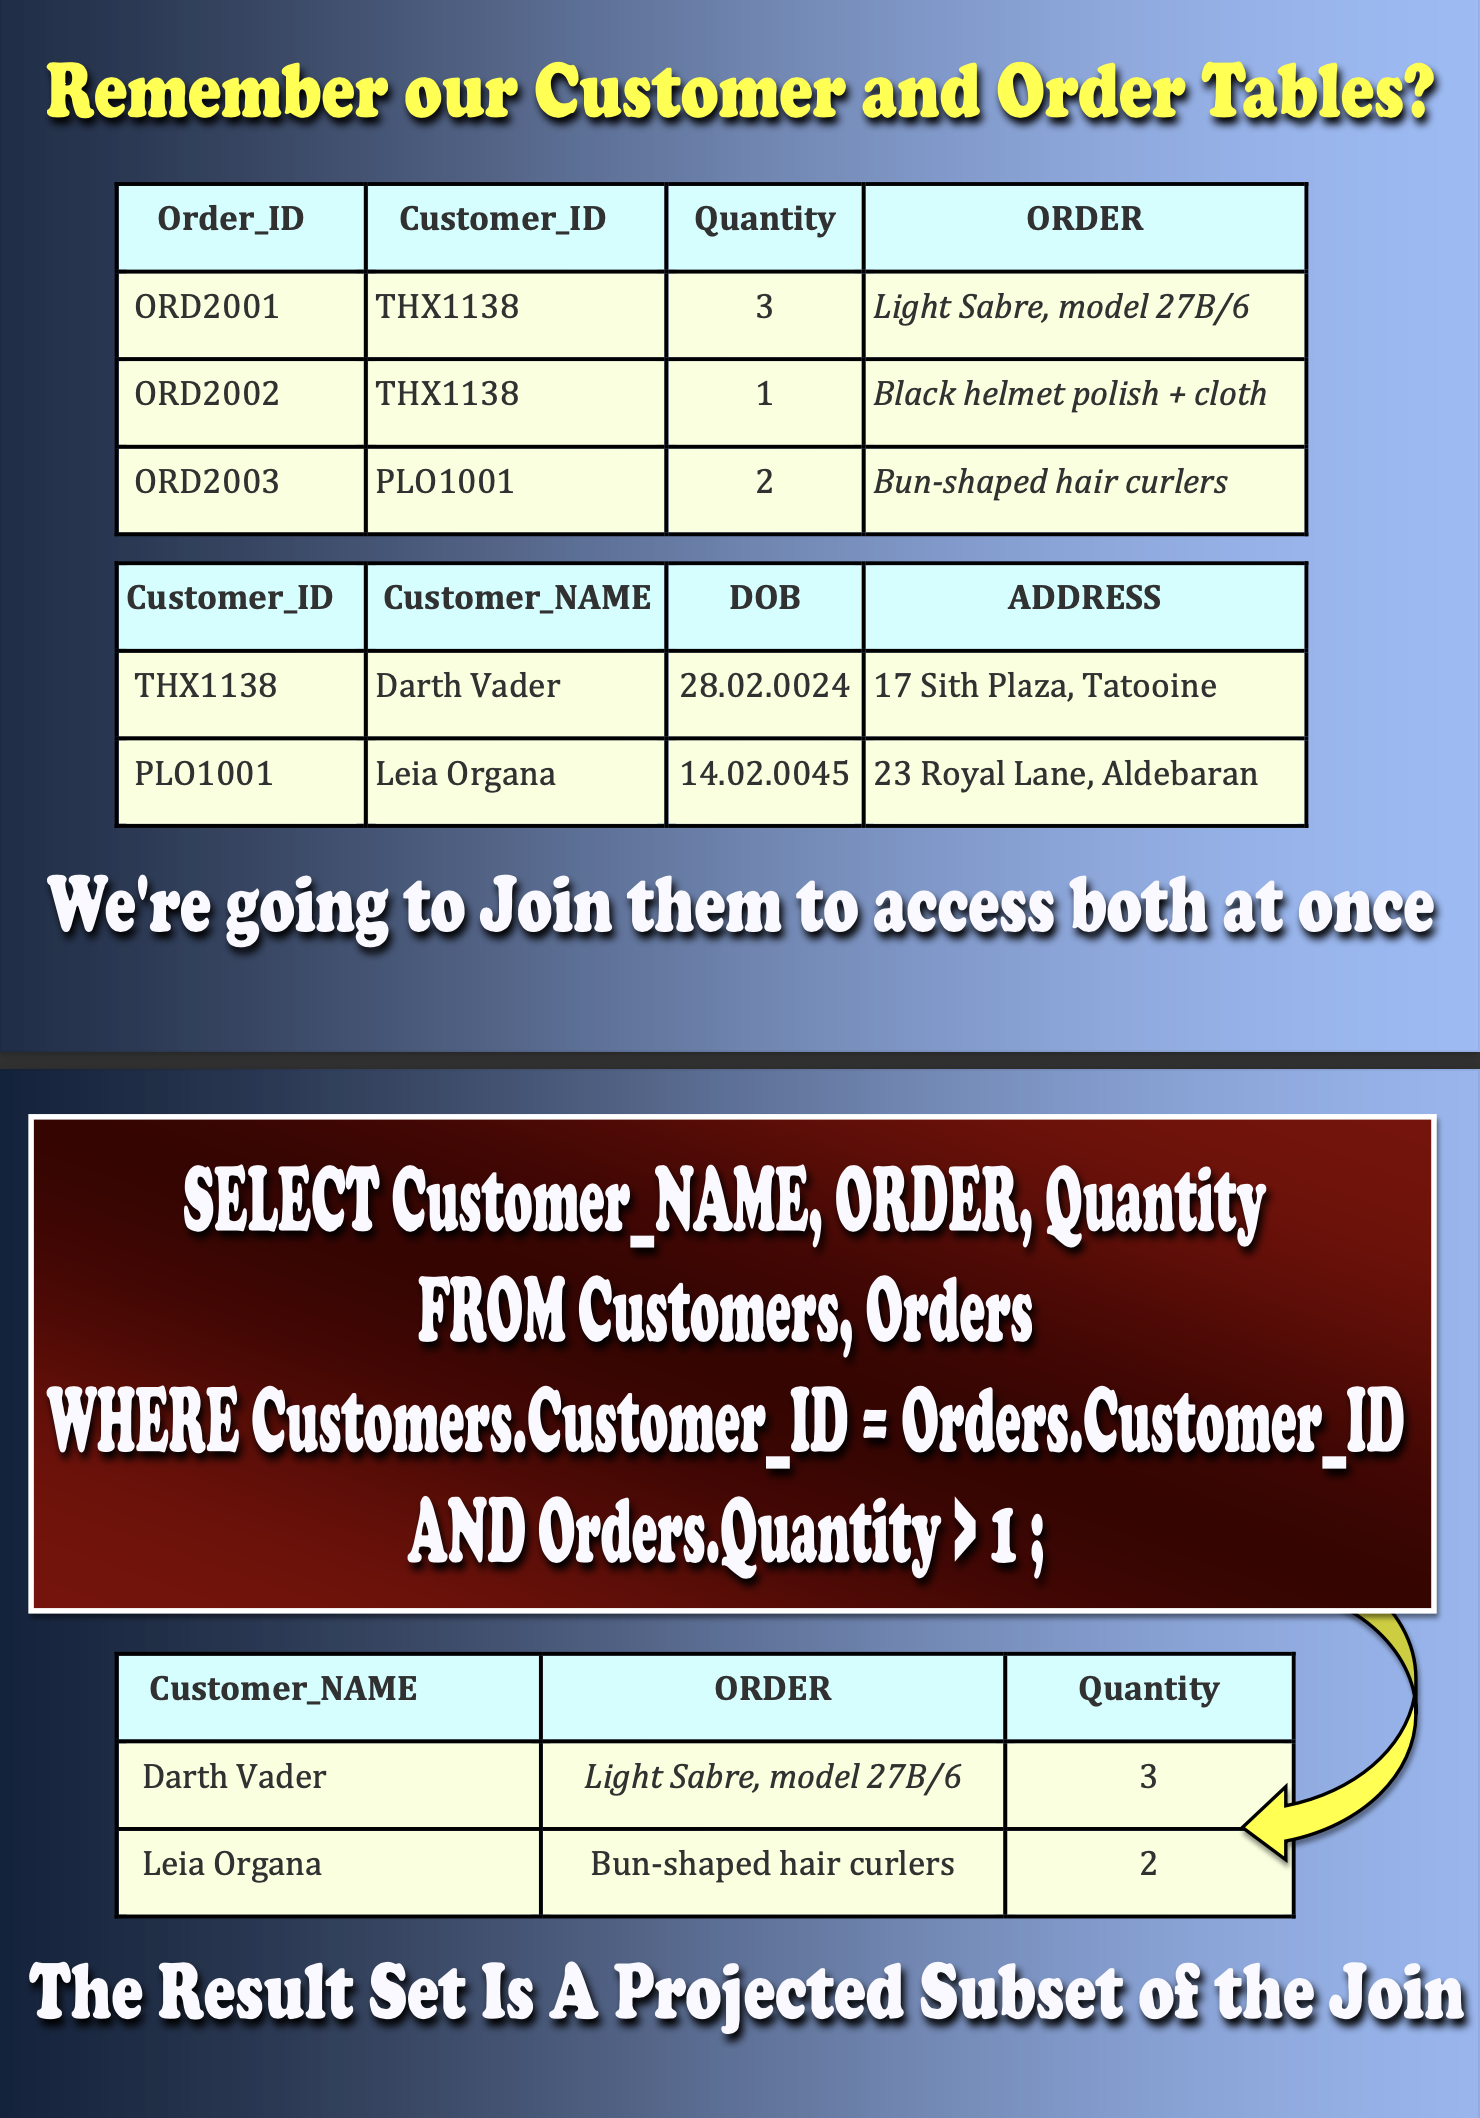 Remember our Customer and Order Tables?
Order_ID Customer_ID Quantity ORDER
ORD2001 THX1138 3 Light Sabre, model 27B/6
ORD2002 THX1138 1 Black helmet polish + cloth
ORD2003 PLO1001 2 Bun-shaped hair curlers
Customer_ID Customer_NAME DOB ADDRESS
THX1138 Darth Vader 28.02.0024 17 Sith Plaza, Tatooine
PLO1001 Leia Organa 14.02.0045 23 Royal Lane, Aldebaran
We're going to Join them to access both at once
SELECT Customer_NAME, ORDER, Quantity
FROM Customers, Orders
WHERE Customers.Customer_ID = Orders.Customer_ID
AND Orders.Quantity > 1 ;
Customer_NAME ORDER Quantity
Darth Vader Light Sabre, model 27B/6 3
Leia Organa Bun-shaped hair curlers 2
The Result Set Is A Projected Subset of the Join